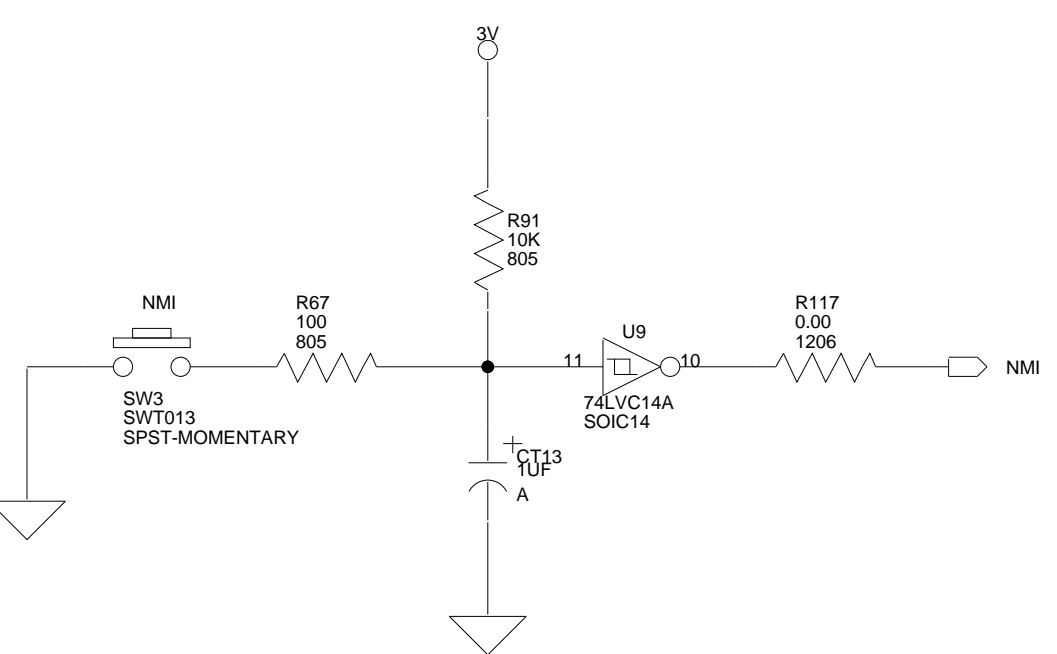 3V
R91
10K
805
NMI
R67
100
805
R117
0.00
1206
U9
11
10
NMI
74LVC14A
SOIC14
SW3
SWT013
SPST-MOMENTARY
CT13
1UF
A